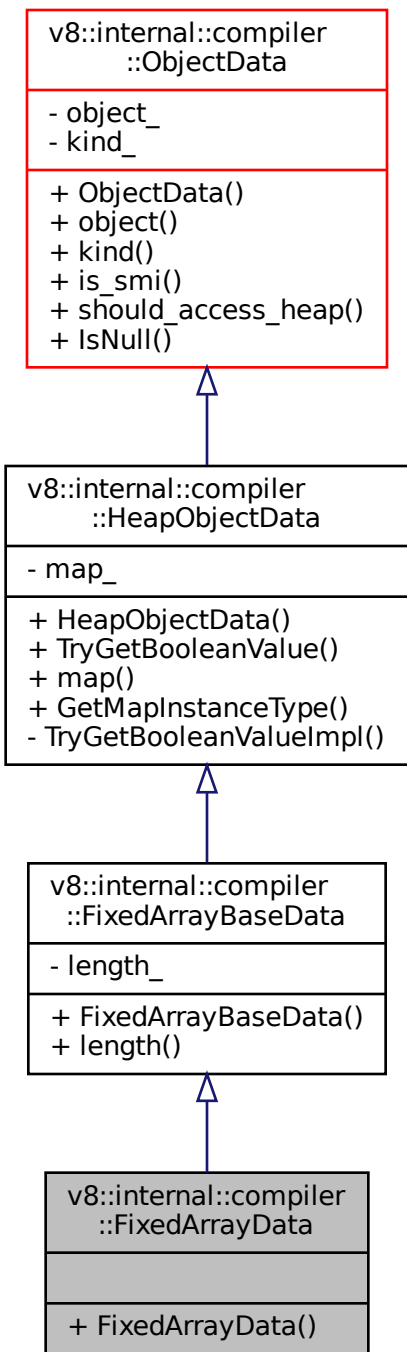 v8::internal::compiler
::ObjectData
- object_
- kind_
+ ObjectData()
+ object()
+ kind()
+ is_smi()
+ should_access_heap()
+ IsNull()
v8::internal::compiler
::HeapObjectData
- map_
+ HeapObjectData()
+ TryGetBooleanValue()
+ map()
+ GetMapInstanceType()
- TryGetBooleanValueImpl()
v8::internal::compiler
::FixedArrayBaseData
- length_
+ FixedArrayBaseData()
+ length()
v8::internal::compiler
::FixedArrayData
+ FixedArrayData()